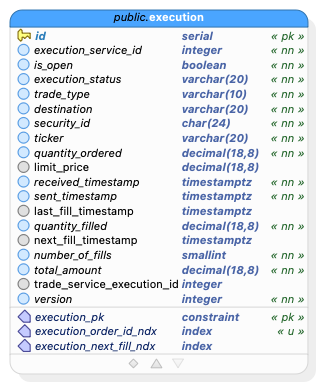 public.execution
id serial « pk »
execution_service_id integer « nn »
is_open boolean « nn »
execution_status varchar(20) « nn »
trade_type varchar(10) « nn »
destination varchar(20) « nn »
security_id char(24) « nn »
ticker varchar(20) « nn »
quantity_ordered decimal(18,8) « nn »
limit_price decimal(18,8)
received_timestamp timestamptz « nn »
sent_timestamp timestamptz « nn »
last_fill_timestamp timestamptz
quantity_filled decimal(18,8) « nn »
next_fill_timestamp timestamptz
number_of_fills smallint « nn »
total_amount decimal(18,8) « nn »
trade_service_execution_id integer
version integer « nn »
execution_pk constraint « pk »
execution_order_id_ndx index « u »
execution_next_fill_ndx index